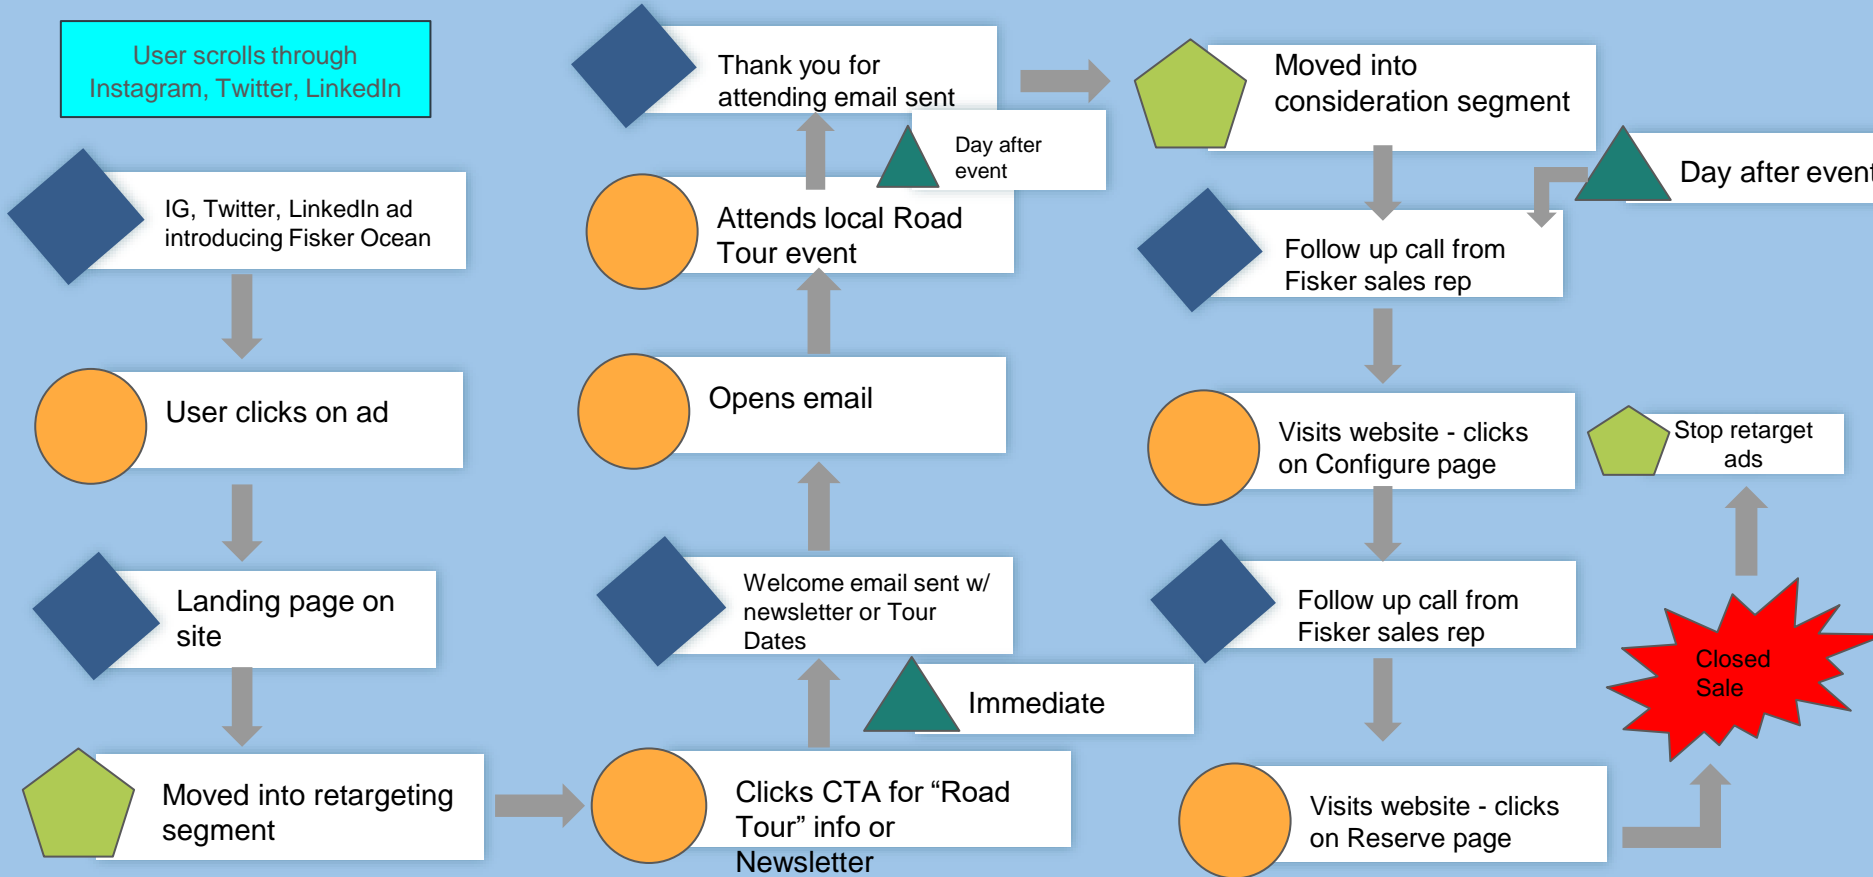 User scrolls through
Instagram, Twitter, LinkedIn
IG, Twitter, LinkedIn ad
introducing Fisker Ocean
User clicks on ad
Landing page on
site
Moved into retargeting
segment
Clicks CTA for “Road
Tour” info or
Newsletter
Immediate
Welcome email sent w/
newsletter or Tour
Dates
Opens email
Attends local Road
Tour event
Day after
event
Thank you for
attending email sent
Moved into
consideration segment
Day after event
Follow up call from
Fisker sales rep
Visits website - clicks
on Configure page
Follow up call from
Fisker sales rep
Visits website - clicks
on Reserve page
Closed
Sale
Stop retarget
ads